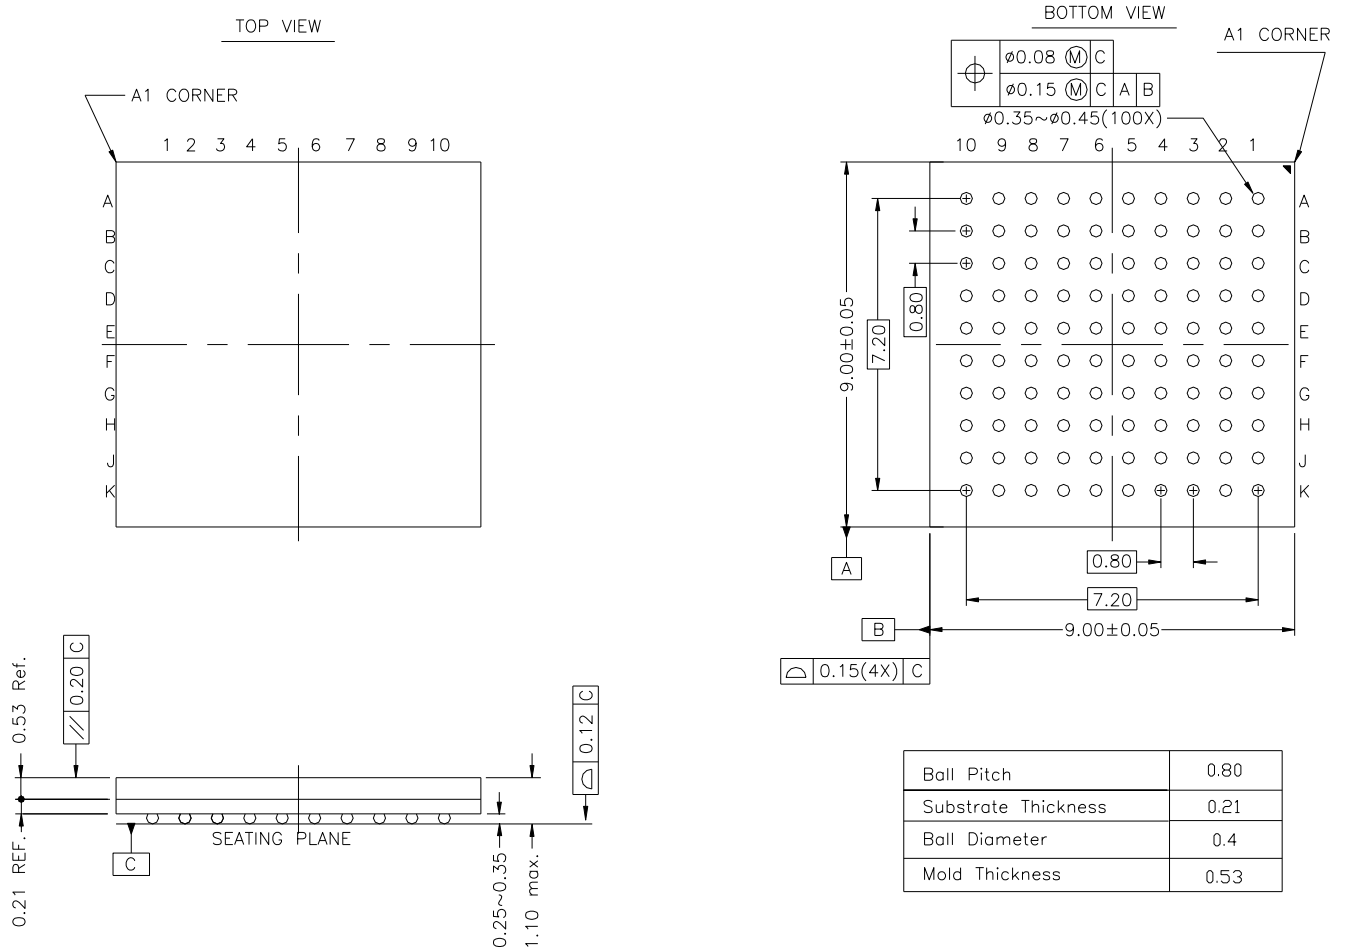 TOP VIEW
A1 CORNER
1 2 3 4 5 6 7 8 9 10
A
B
C
D
E
F
G
H
J
K
BOTTOM VIEW
A1 CORNER
ø0.08 Ⓜ C
ø0.15 Ⓜ C A B
ø0.35~ø0.45(100X)
10 9 8 7 6 5 4 3 2 1
A
B
C
D
E
F
G
H
J
K
9.00±0.05
7.20
0.80
A
0.80
7.20
B
9.00±0.05
0.15(4X) C
0.53 Ref.
0.21 REF.
// 0.20 C
0.12 C
SEATING PLANE
C
0.25~0.35
1.10 max.
Ball Pitch 0.80
Substrate Thickness 0.21
Ball Diameter 0.4
Mold Thickness 0.53